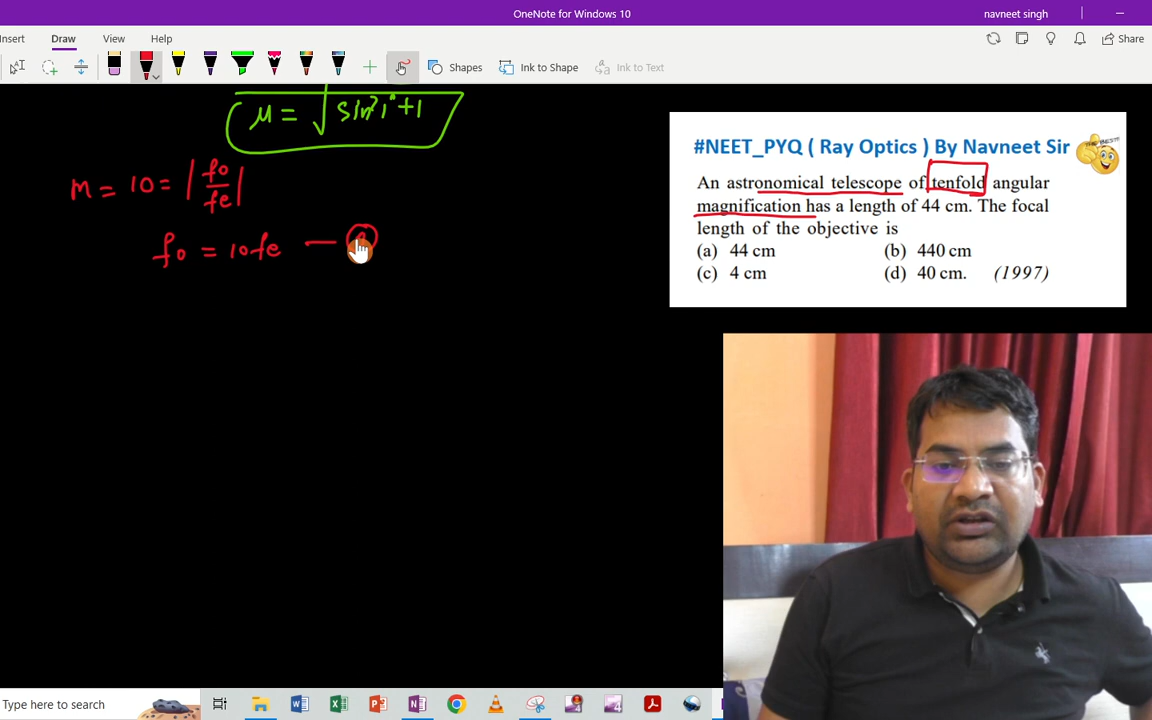 OneNote for Windows 10
navneet singh
Insert Draw View Help
Shapes Ink to Shape Ink to Text Share
μ = √sin²i + 1
m = 10 = |fo/fe|
fo = 10fe —
#NEET_PYQ ( Ray Optics ) By Navneet Sir
An astronomical telescope of tenfold angular
magnification has a length of 44 cm. The focal
length of the objective is
(a) 44 cm (b) 440 cm
(c) 4 cm (d) 40 cm. (1997)
Type here to search